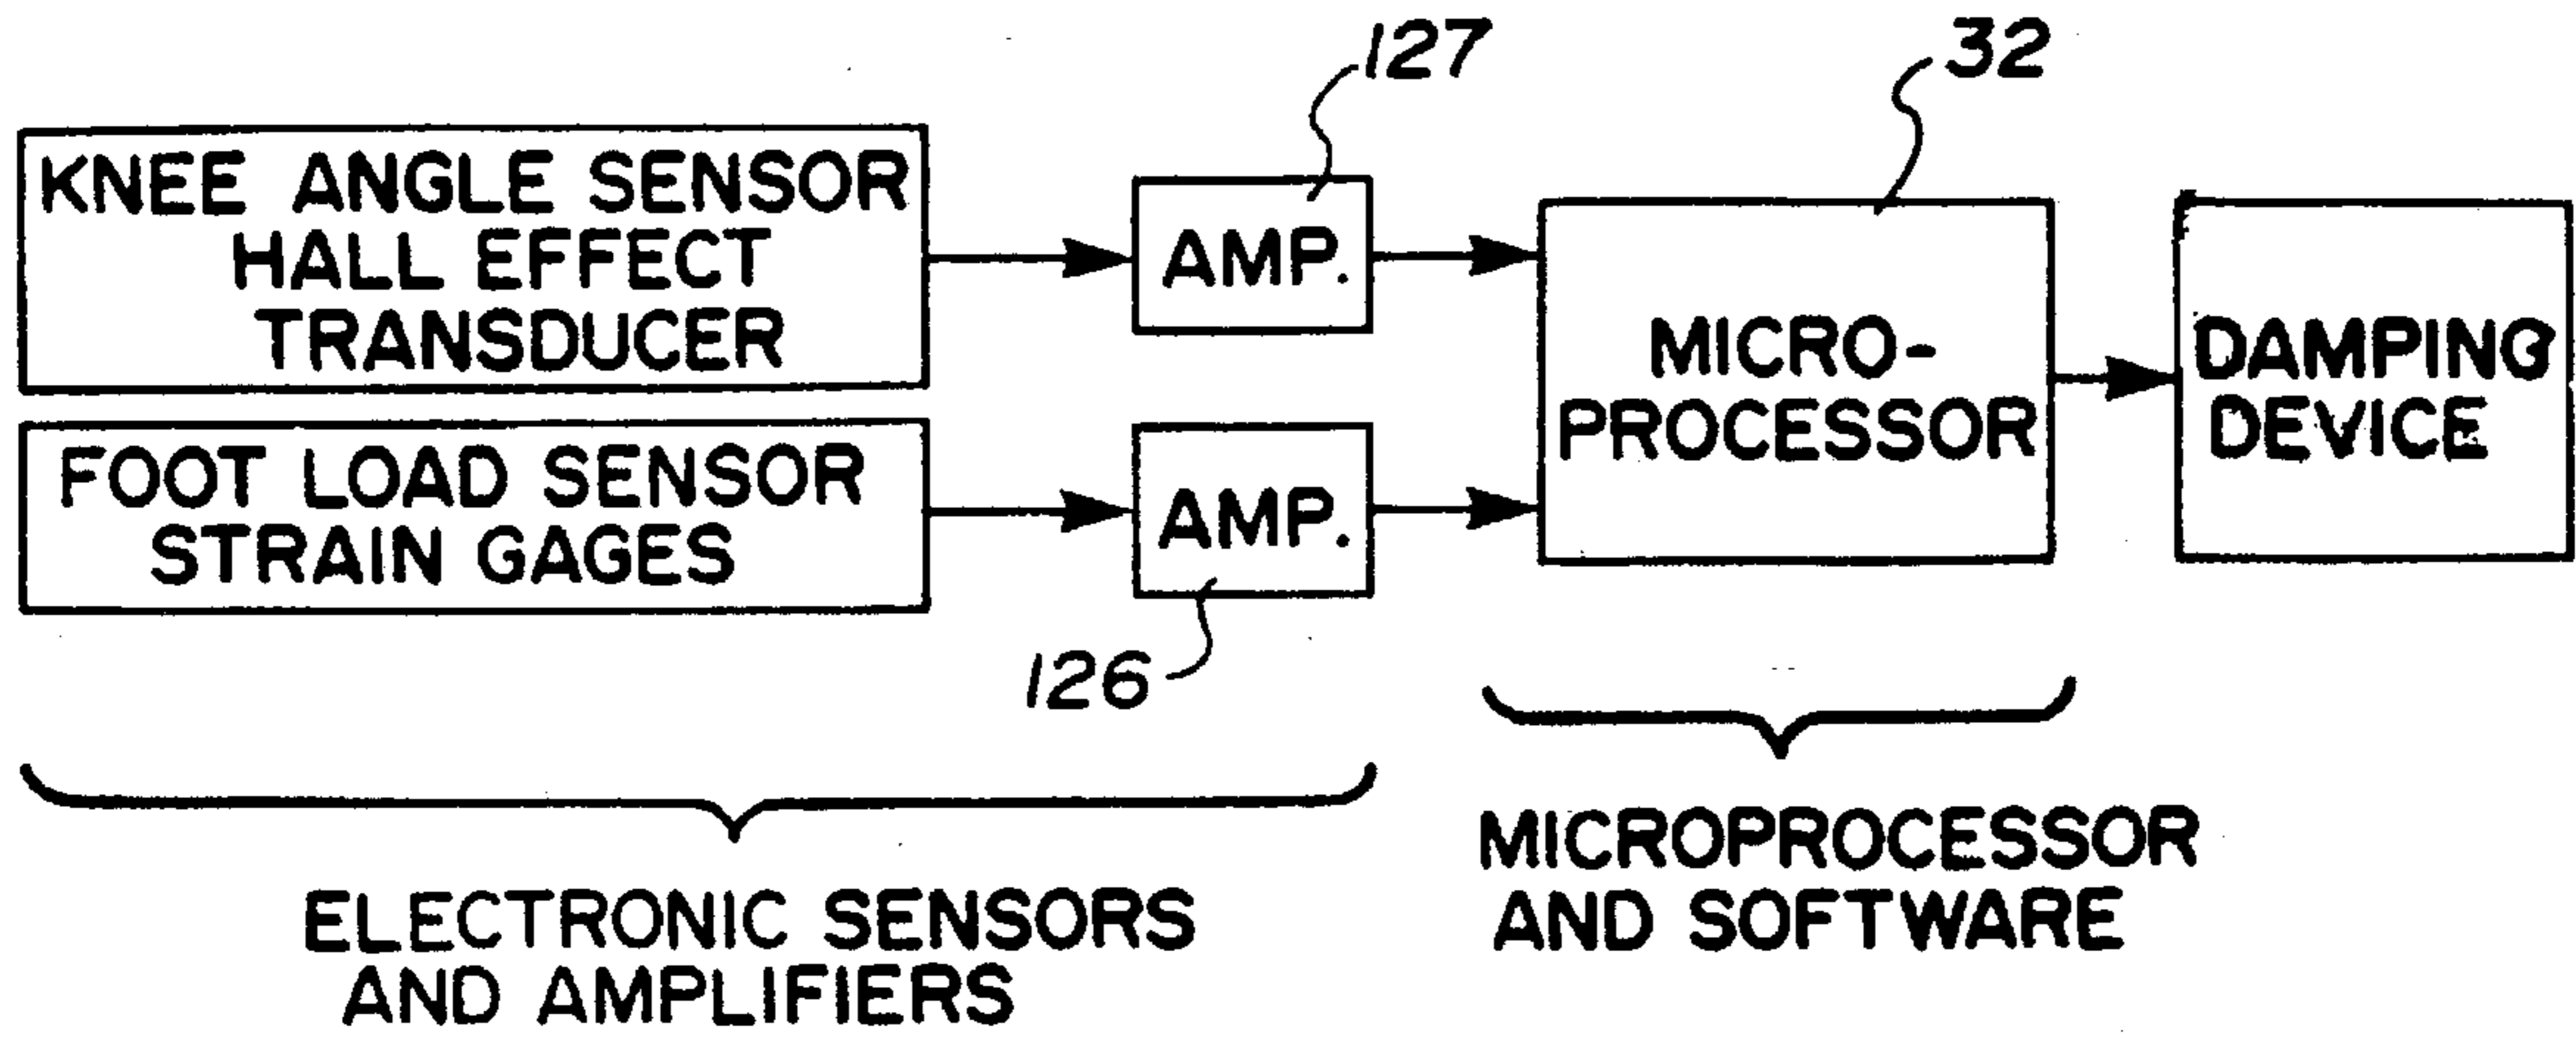 127
32
KNEE ANGLE SENSOR
HALL EFFECT
TRANSDUCER
AMP.
MICRO-
PROCESSOR
DAMPING
DEVICE
FOOT LOAD SENSOR
STRAIN GAGES
AMP.
126
ELECTRONIC SENSORS
AND AMPLIFIERS
MICROPROCESSOR
AND SOFTWARE